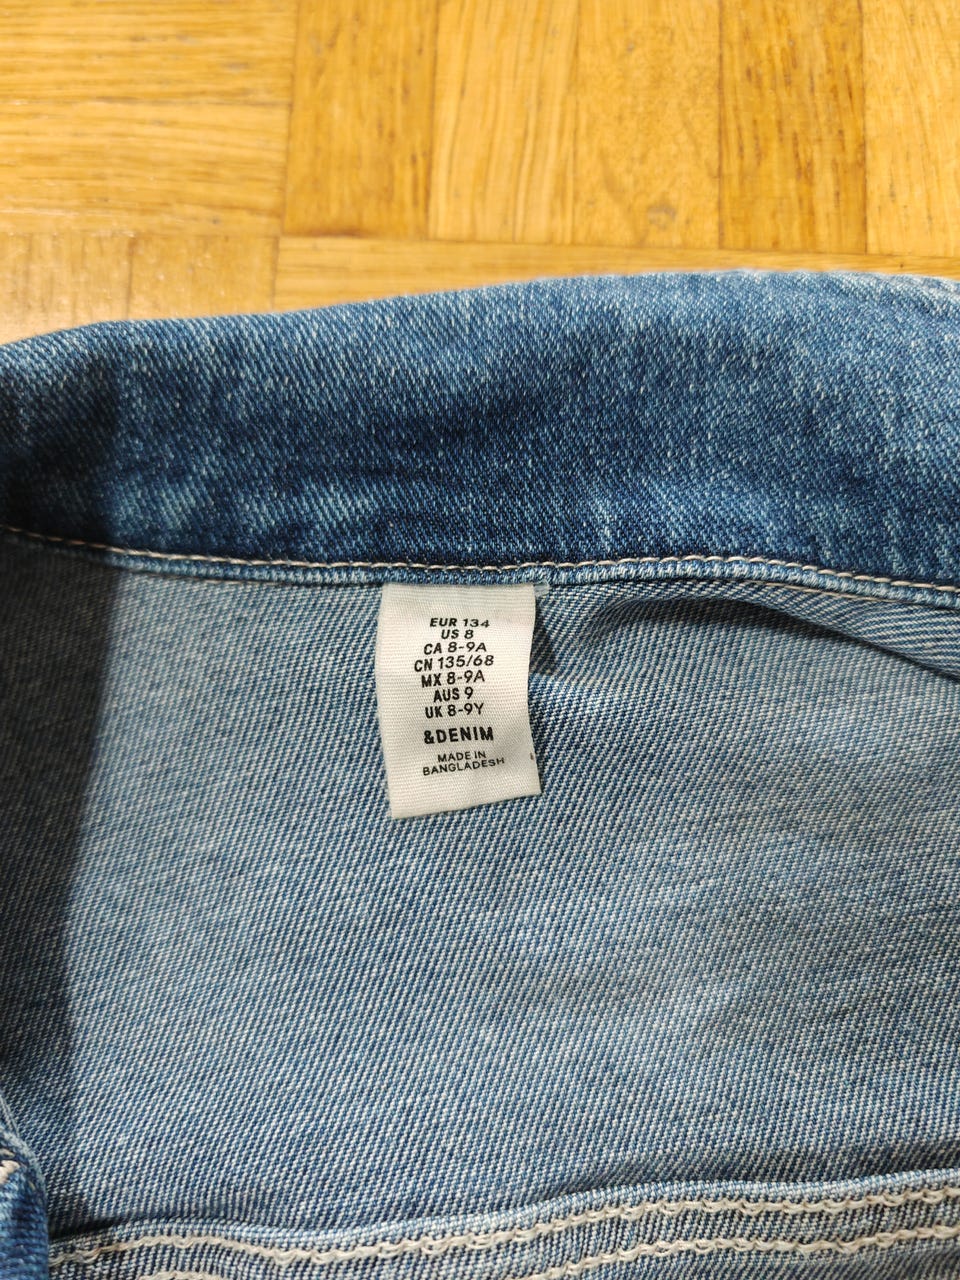 EUR 134
US 8
CA 8-9A
CN 135/68
MX 8-9A
AUS 9
UK 8-9Y
&DENIM
MADE IN
BANGLADESH